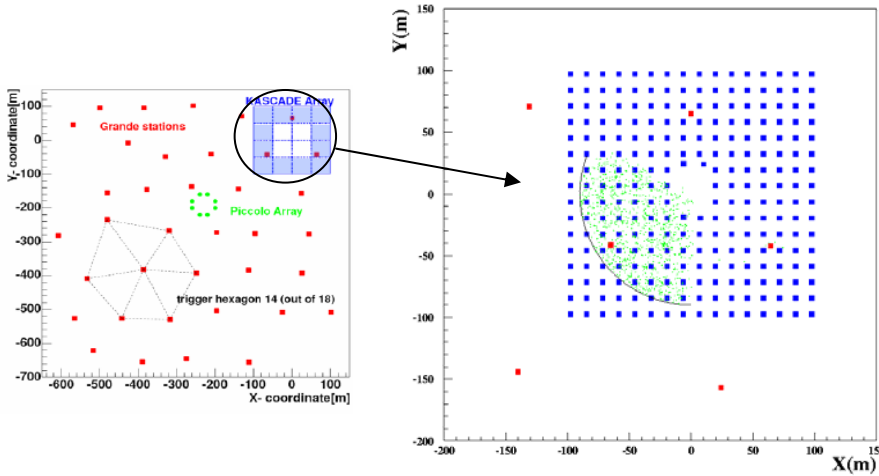 Y- coordinate[m]
100
0
-100
-200
-300
-400
-500
-600
-700
KASCADE Array
Grande stations
Piccolo Array
trigger hexagon 14 (out of 18)
-600 -500 -400 -300 -200 -100 0 100
X- coordinate[m]
Y(m)
150
100
50
0
-50
-100
-150
-200
-200 -150 -100 -50 0 50 100 150
X(m)